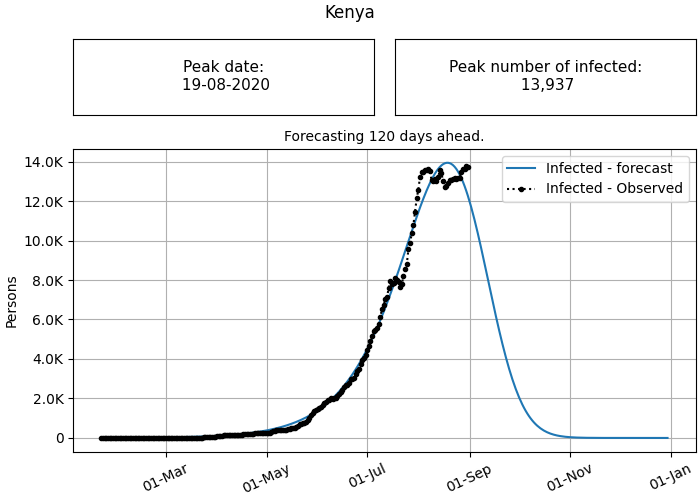 Kenya
Peak date:
19-08-2020
Peak number of infected:
13,937
Forecasting 120 days ahead.
14.0K
12.0K
10.0K
8.0K
6.0K
4.0K
2.0K
0
Persons
Infected - forecast
Infected - Observed
01-Mar
01-May
01-Jul
01-Sep
01-Nov
01-Jan